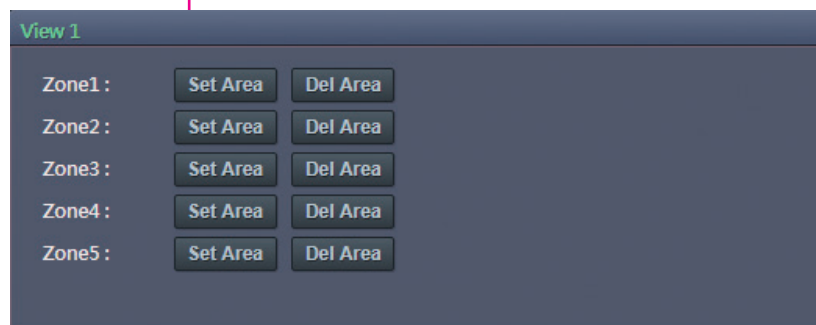 View 1
Zone1 : Set Area Del Area
Zone2 : Set Area Del Area
Zone3 : Set Area Del Area
Zone4 : Set Area Del Area
Zone5 : Set Area Del Area